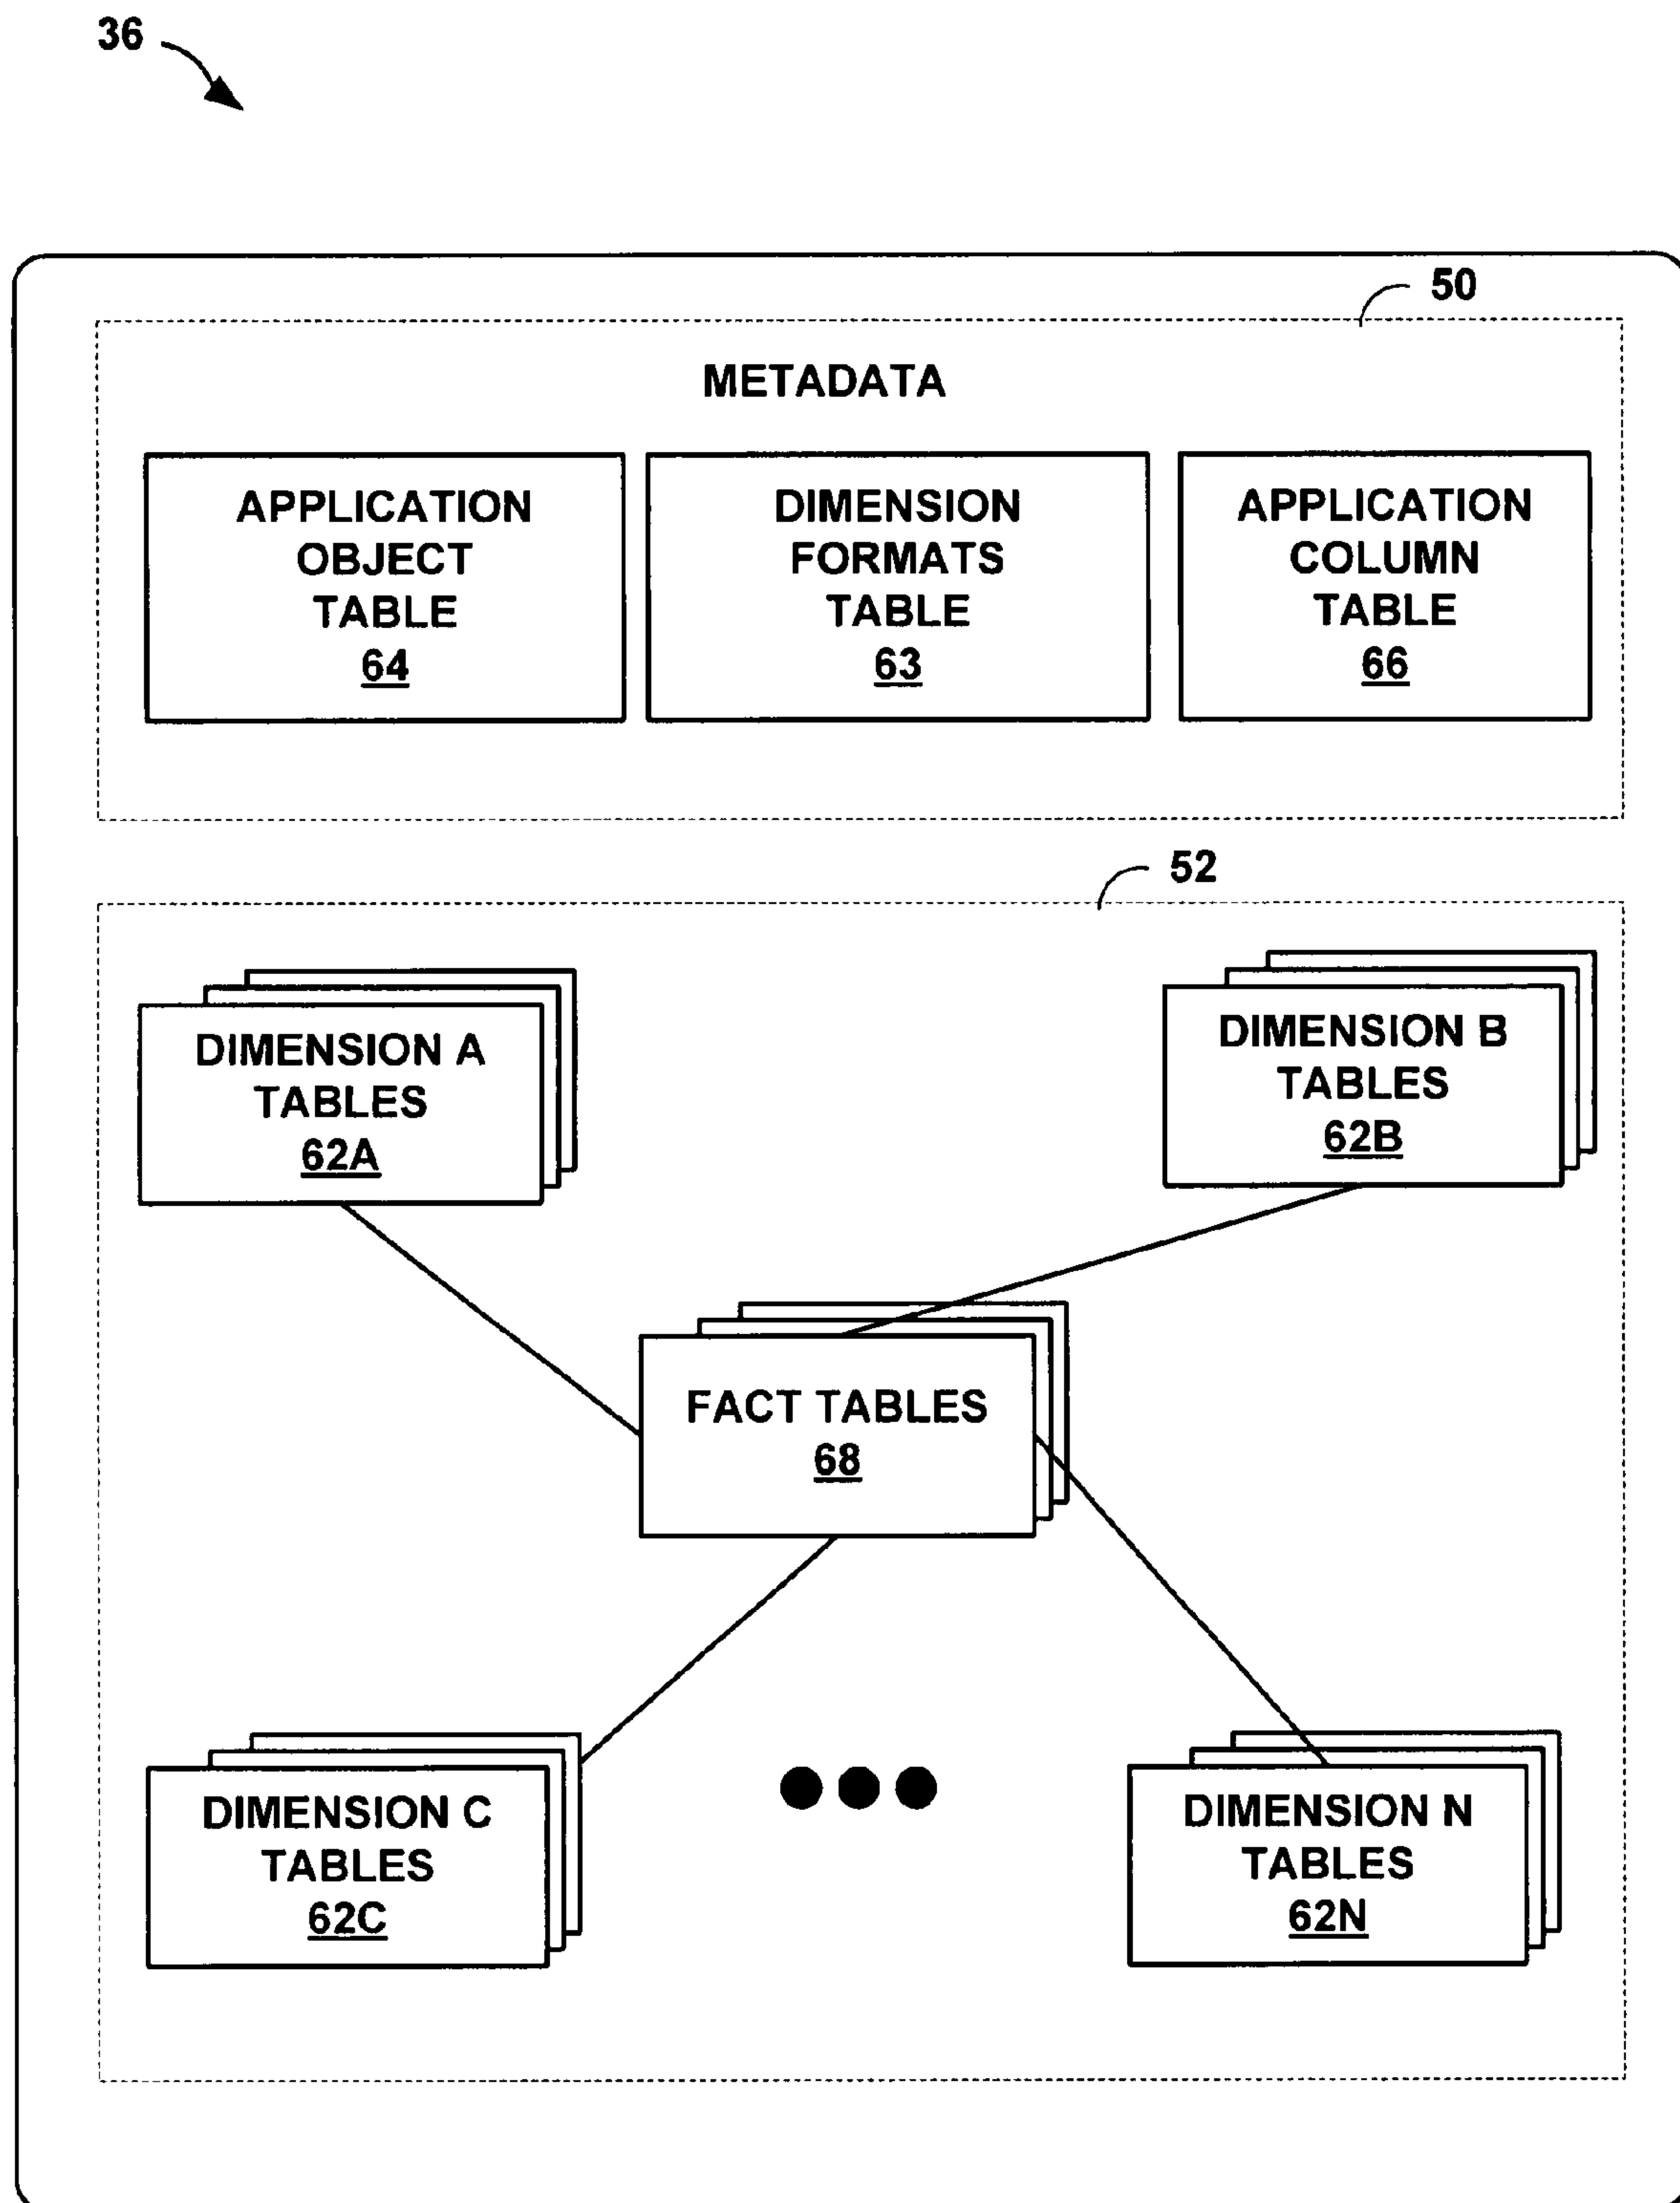 36
50
METADATA
APPLICATION
OBJECT
TABLE
64
DIMENSION
FORMATS
TABLE
63
APPLICATION
COLUMN
TABLE
66
52
DIMENSION A
TABLES
62A
DIMENSION B
TABLES
62B
FACT TABLES
68
DIMENSION C
TABLES
62C
DIMENSION N
TABLES
62N